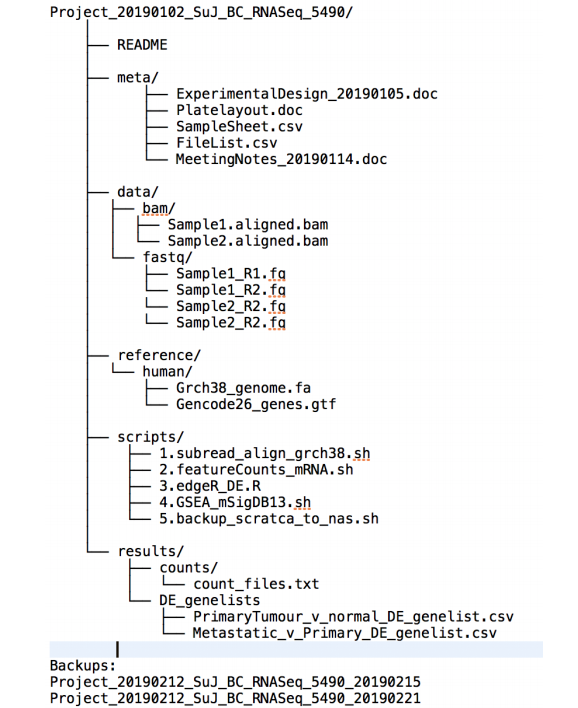 Project_20190102_SuJ_BC_RNASeq_5490/
README
meta/
ExperimentalDesign_20190105.doc
Platelayout.doc
SampleSheet.csv
FileList.csv
MeetingNotes_20190114.doc
data/
bam/
Sample1.aligned.bam
Sample2.aligned.bam
fastq/
Sample1_R1.fq
Sample1_R2.fq
Sample2_R2.fq
Sample2_R2.fq
reference/
human/
Grch38_genome.fa
Gencode26_genes.gtf
scripts/
1.subread_align_grch38.sh
2.featureCounts_mRNA.sh
3.edgeR_DE.R
4.GSEA_mSigDB13.sh
5.backup_scratca_to_nas.sh
results/
counts/
count_files.txt
DE_genelists
PrimaryTumour_v_normal_DE_genelist.csv
Metastatic_v_Primary_DE_genelist.csv
Backups:
Project_20190212_SuJ_BC_RNASeq_5490_20190215
Project_20190212_SuJ_BC_RNASeq_5490_20190221